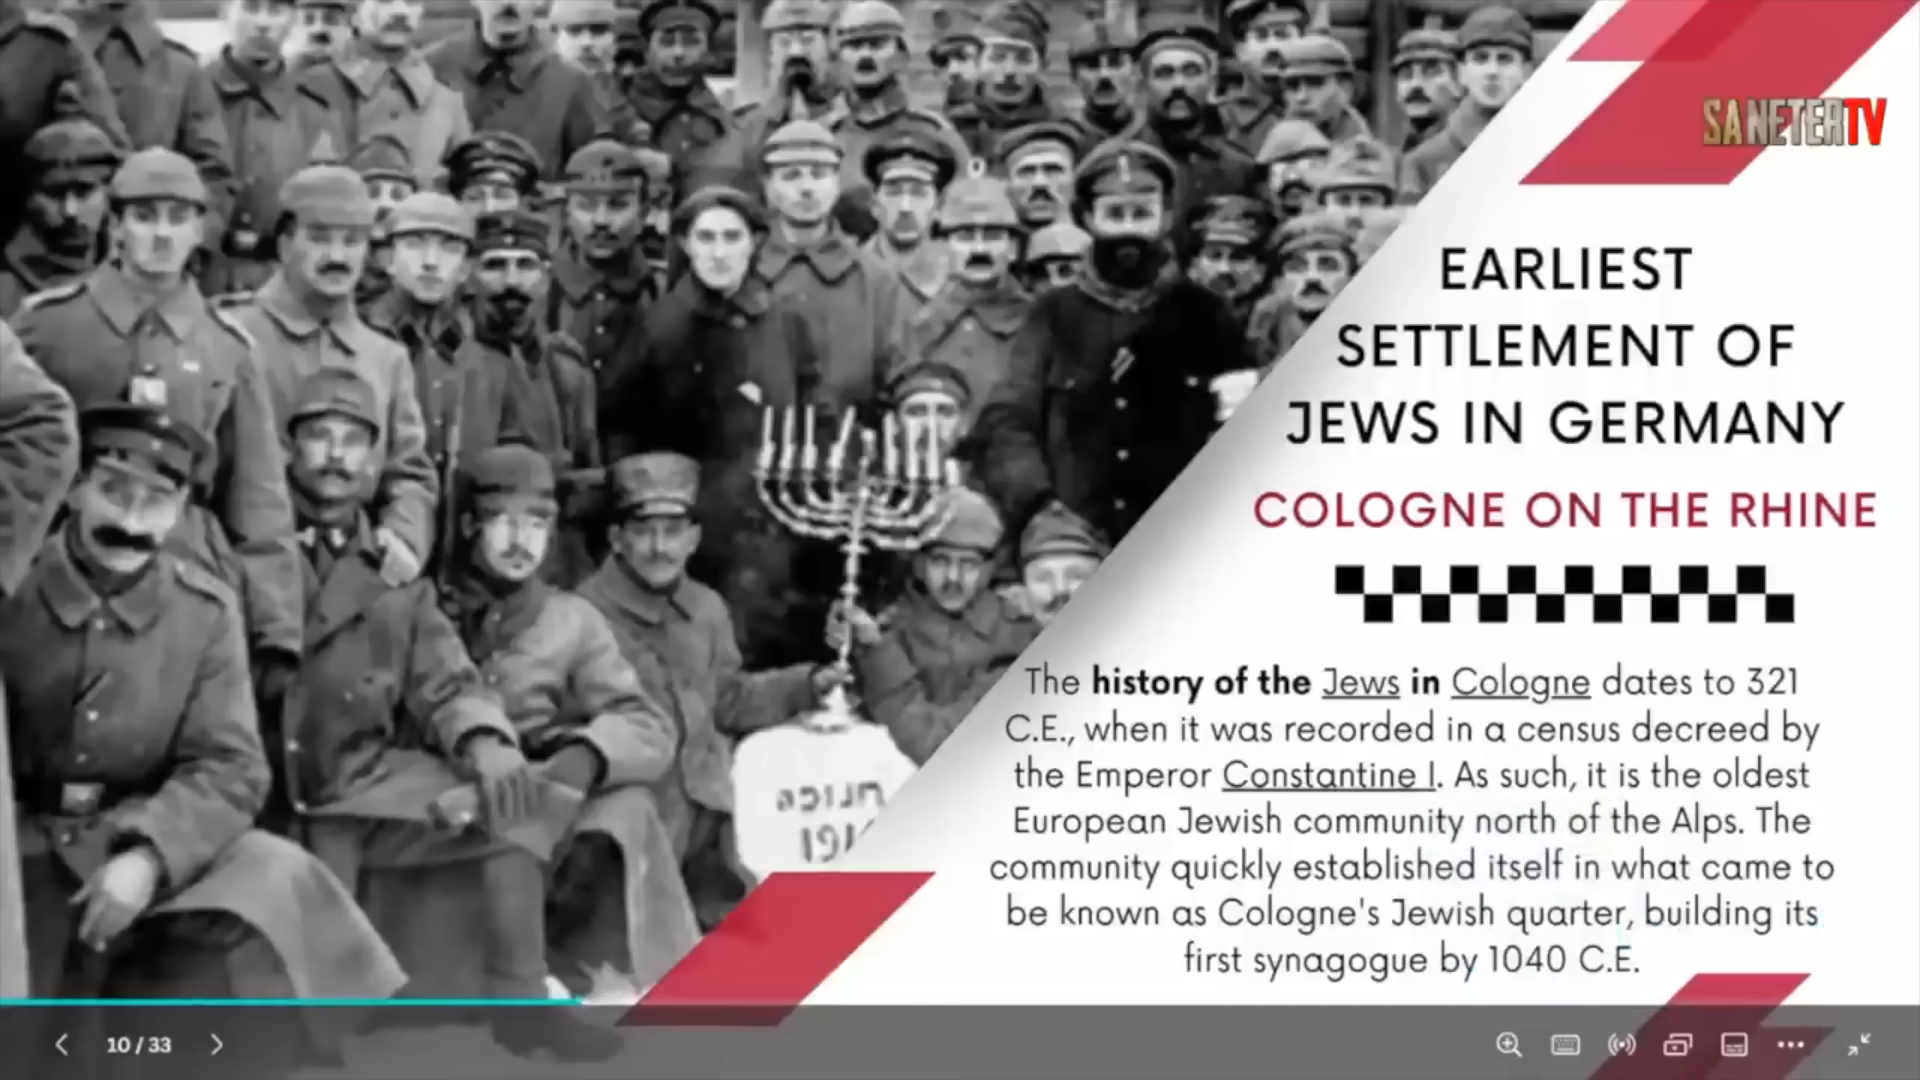 SANETERTV
EARLIEST
SETTLEMENT OF
JEWS IN GERMANY
COLOGNE ON THE RHINE
The history of the Jews in Cologne dates to 321
C.E., when it was recorded in a census decreed by
the Emperor Constantine I. As such, it is the oldest
European Jewish community north of the Alps. The
community quickly established itself in what came to
be known as Cologne's Jewish quarter, building its
first synagogue by 1040 C.E.
חנוכה
10 / 33